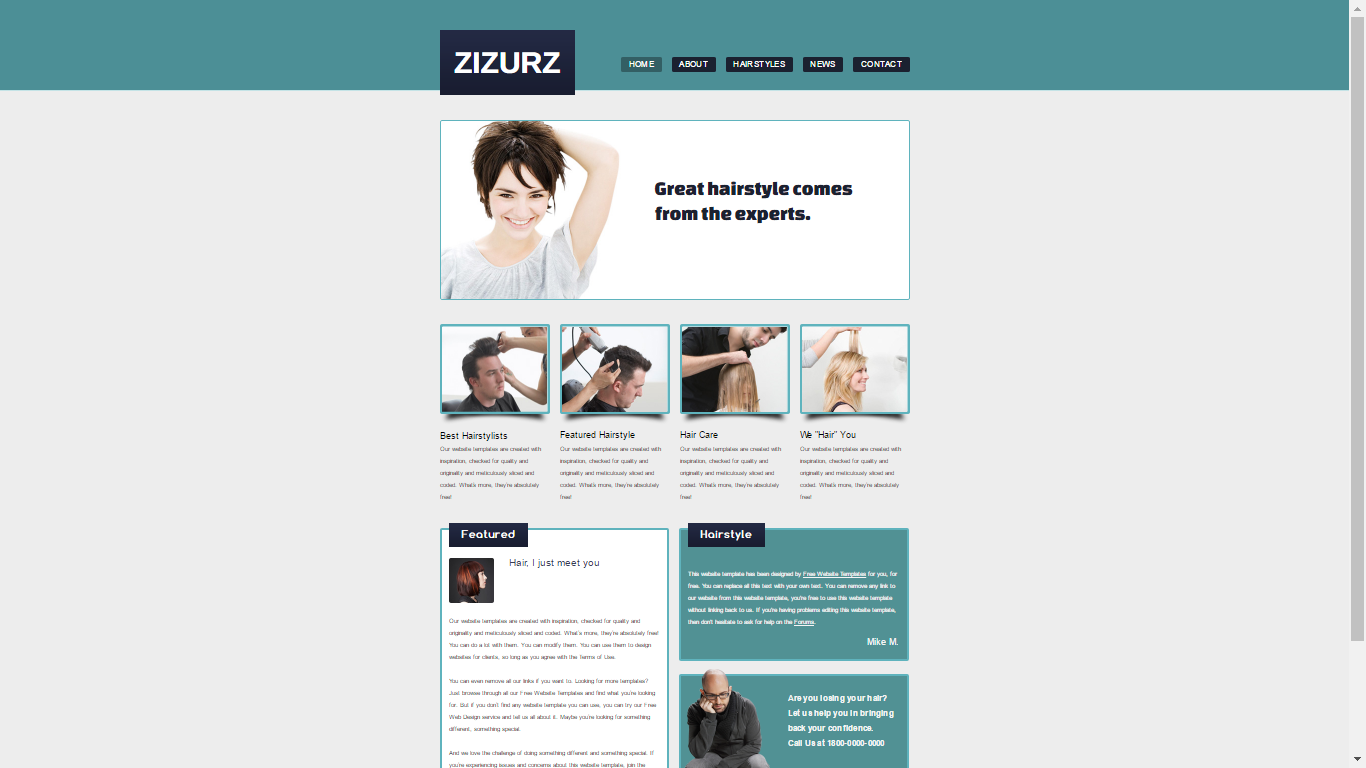 ZIZURZ
HOME ABOUT HAIRSTYLES NEWS CONTACT
Great hairstyle comes
from the experts.
Best Hairstylists
Our website templates are created with
inspiration, checked for quality and
originality and meticulously sliced and
coded. What's more, they're absolutely
free!
Featured Hairstyle
Our website templates are created with
inspiration, checked for quality and
originality and meticulously sliced and
coded. What's more, they're absolutely
free!
Hair Care
Our website templates are created with
inspiration, checked for quality and
originality and meticulously sliced and
coded. What's more, they're absolutely
free!
We "Hair" You
Our website templates are created with
inspiration, checked for quality and
originality and meticulously sliced and
coded. What's more, they're absolutely
free!
Featured
Hair, I just meet you
Our website templates are created with inspiration, checked for quality and
originality and meticulously sliced and coded. What's more, they're absolutely free!
You can do a lot with them. You can modify them. You can use them to design
websites for clients, so long as you agree with the Terms of Use.
You can even remove all our links if you want to. Looking for more templates?
Just browse through all our Free Website Templates and find what you're looking
for. But if you don't find any website template you can use, you can try our Free
Web Design service and tell us all about it. Maybe you're looking for something
different, something special.
And we love the challenge of doing something different and something special. If
you're experiencing issues and concerns about this website template, join the
Hairstyle
This website template has been designed by Free Website Templates for you, for
free. You can replace all this text with your own text. You can remove any link to
our website from this website template, you're free to use this website template
without linking back to us. If you're having problems editing this website template,
then don't hesitate to ask for help on the Forums.
Mike M.
Are you losing your hair?
Let us help you in bringing
back your confidence.
Call Us at 1800-0000-0000